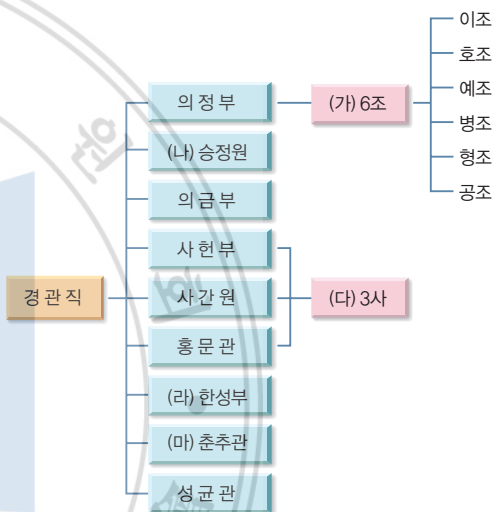 이조
호조
의정부
(가) 6조
예조
병조
(나) 승정원
형조
의금부
공조
사헌부
경관직
사간원
(다) 3사
홍문관
(라) 한성부
(마) 춘추관
성균관